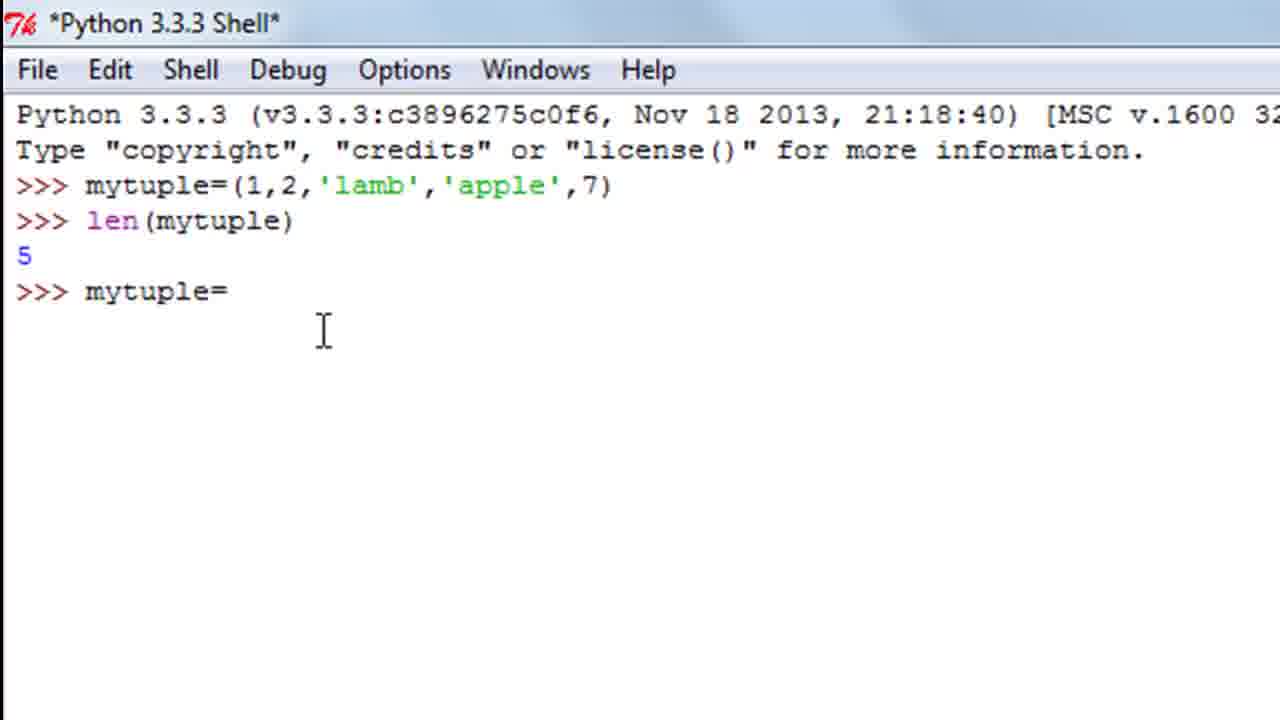 *Python 3.3.3 Shell*
File Edit Shell Debug Options Windows Help
Python 3.3.3 (v3.3.3:c3896275c0f6, Nov 18 2013, 21:18:40) [MSC v.1600 32
Type "copyright", "credits" or "license()" for more information.
>>> mytuple=(1,2,'lamb','apple',7)
>>> len(mytuple)
5
>>> mytuple=